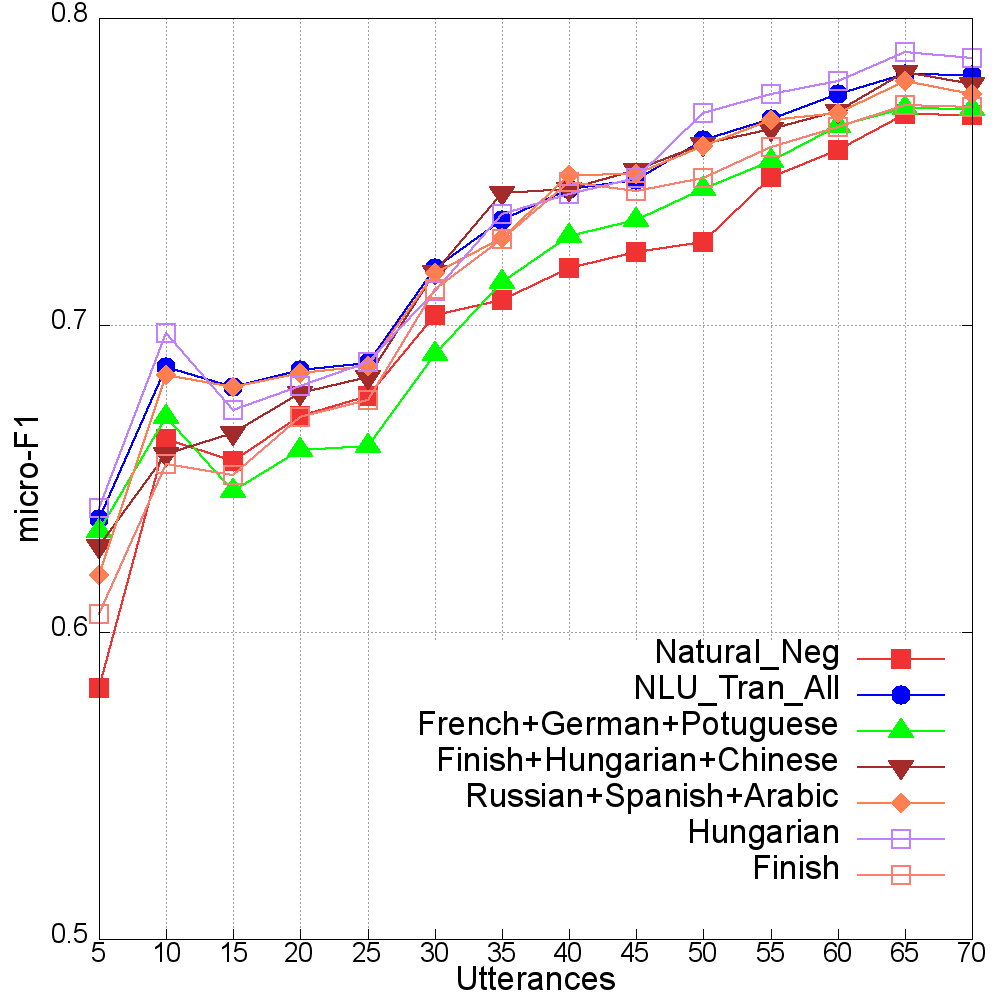 0.8
0.7
0.6
0.5
micro-F1
Natural_Neg
NLU_Tran_All
French+German+Potuguese
Finish+Hungarian+Chinese
Russian+Spanish+Arabic
Hungarian
Finish
5 10 15 20 25 30 35 40 45 50 55 60 65 70
Utterances